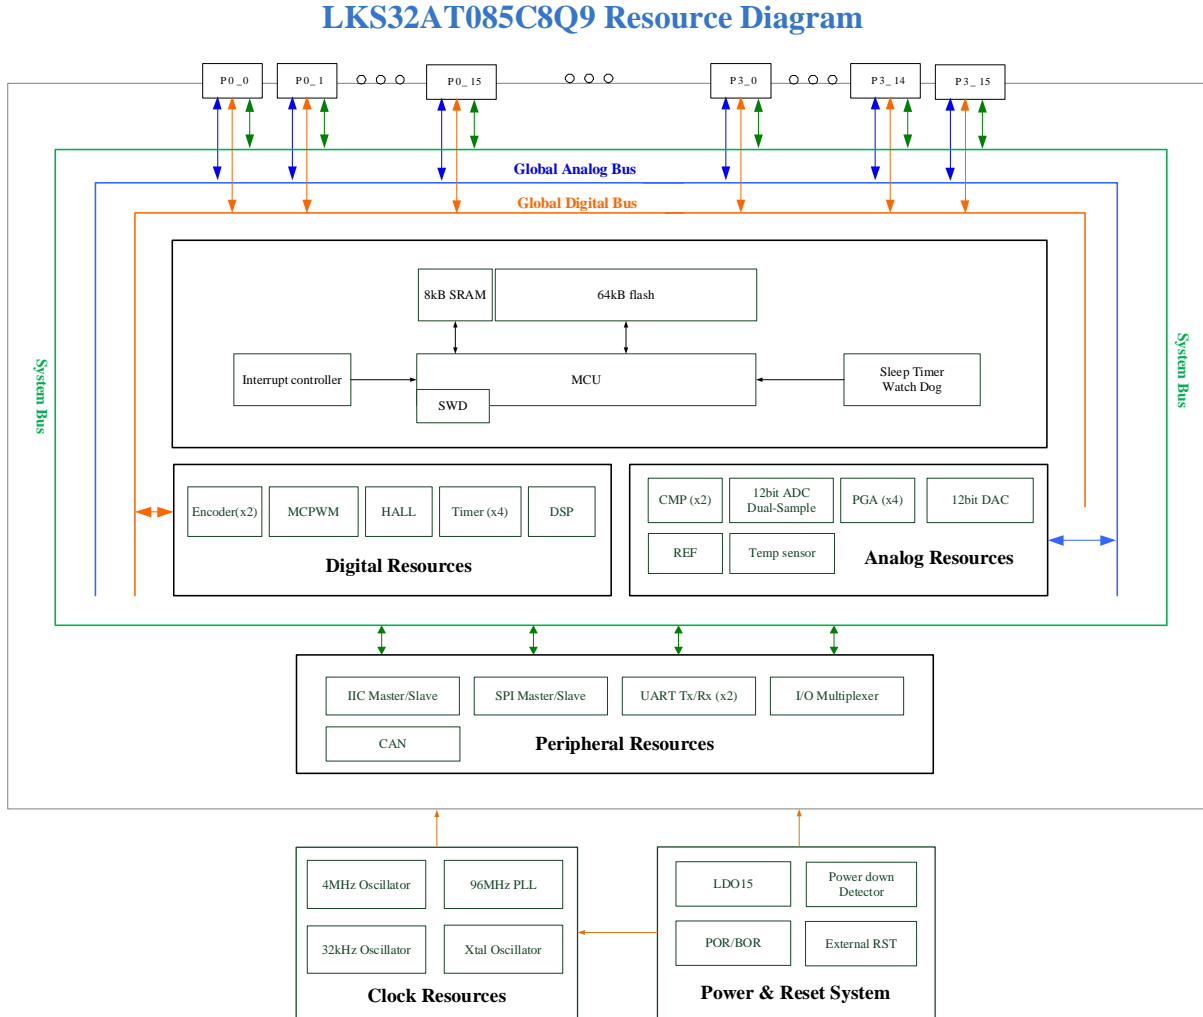 LKS32AT085C8Q9 Resource Diagram
P0_0
P0_1
P0_15
P3_0
P3_14
P3_15
Global Analog Bus
Global Digital Bus
System Bus
System Bus
8kB SRAM
64kB flash
Interrupt controller
MCU
SWD
Sleep Timer
Watch Dog
Encoder(x2)
MCPWM
HALL
Timer (x4)
DSP
Digital Resources
CMP (x2)
12bit ADC
Dual-Sample
PGA (x4)
12bit DAC
REF
Temp sensor
Analog Resources
IIC Master/Slave
SPI Master/Slave
UART Tx/Rx (x2)
I/O Multiplexer
CAN
Peripheral Resources
4MHz Oscillator
96MHz PLL
32kHz Oscillator
Xtal Oscillator
Clock Resources
LDO15
Power down
Detector
POR/BOR
External RST
Power & Reset System